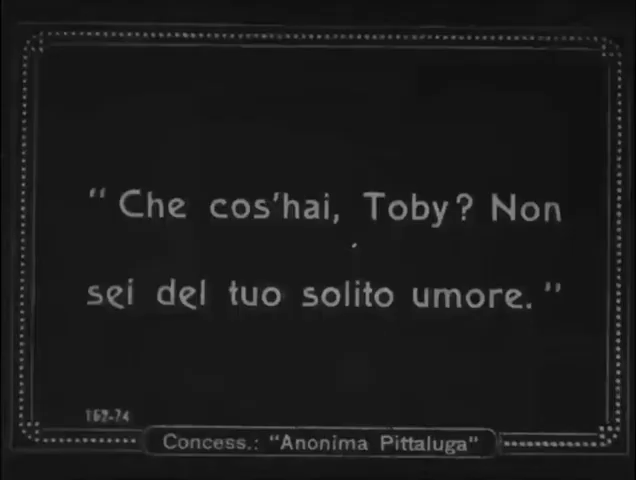 “Che cos'hai, Toby? Non
sei del tuo solito umore.”
152-74
Concess.: “Anonima Pittaluga”